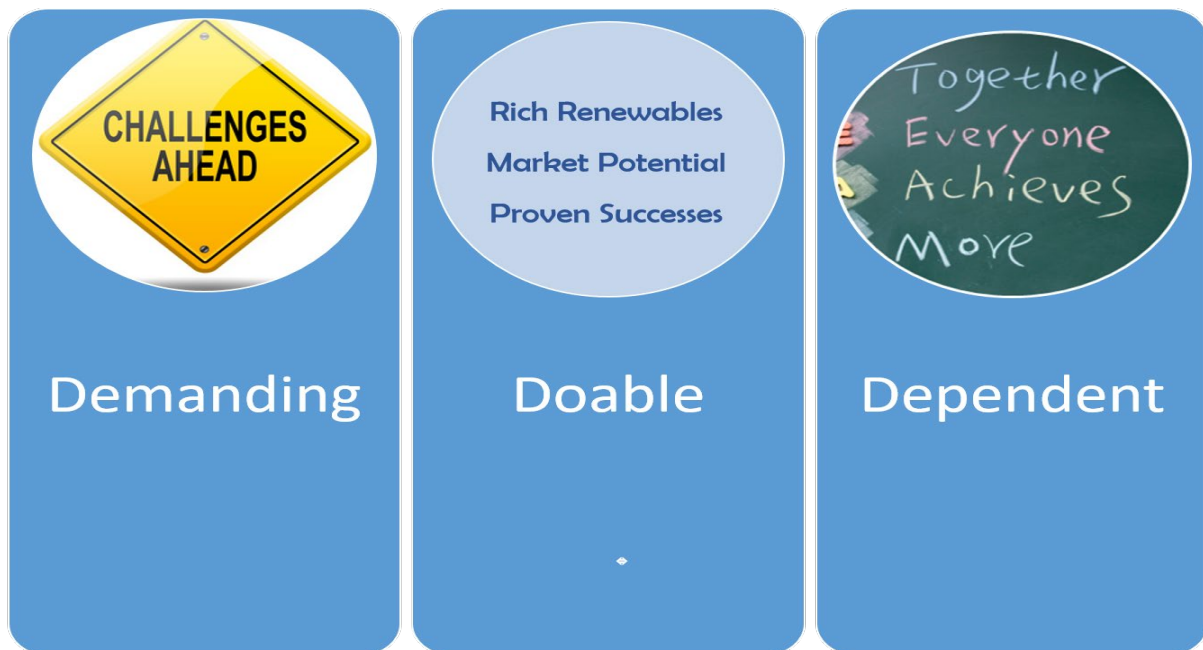 CHALLENGES
AHEAD
Demanding
Rich Renewables
Market Potential
Proven Successes
Doable
Together
Everyone
Achieves
More
Dependent